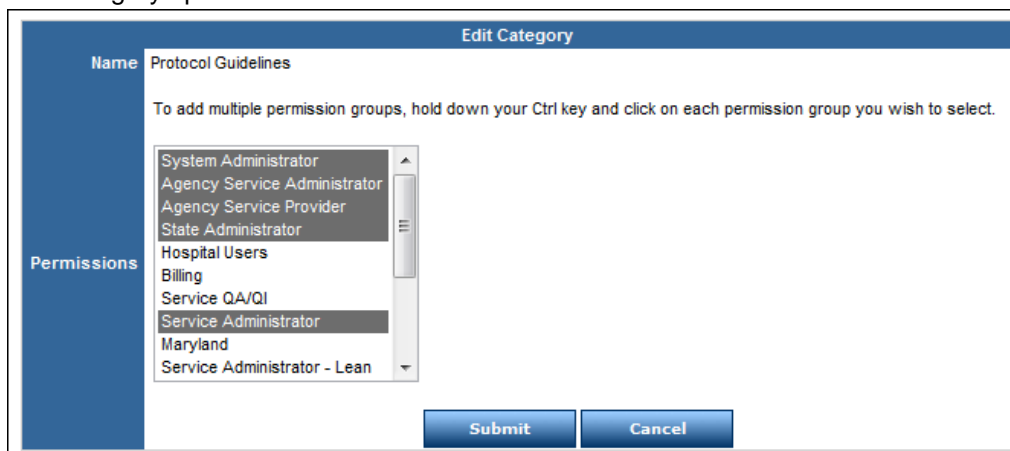 Edit Category
Name Protocol Guidelines
To add multiple permission groups, hold down your Ctrl key and click on each permission group you wish to select.
System Administrator
Agency Service Administrator
Agency Service Provider
State Administrator
Hospital Users
Permissions
Billing
Service QA/QI
Service Administrator
Maryland
Service Administrator - Lean
Submit Cancel